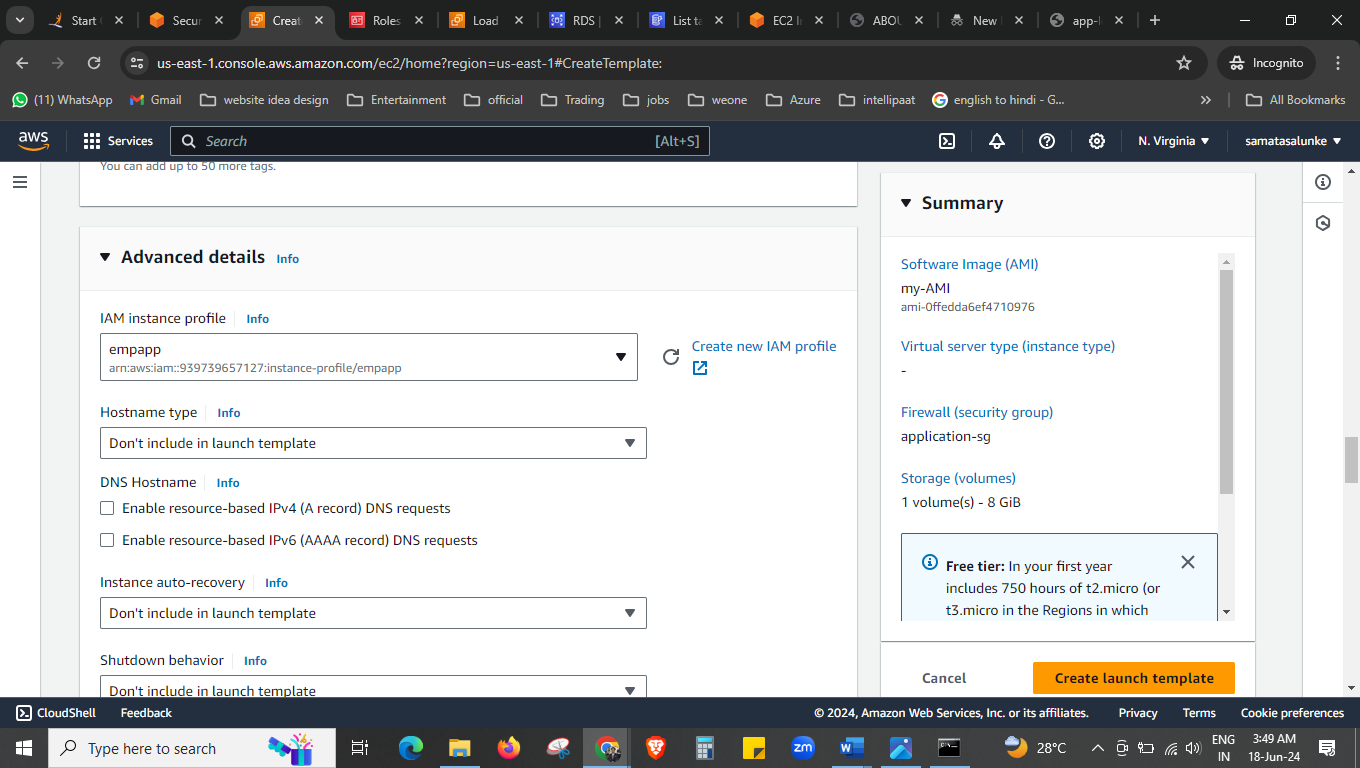 Start
Secur
Creat
Roles
Load
RDS |
List ta
EC2 I
ABOU
New
app-l
us-east-1.console.aws.amazon.com/ec2/home?region=us-east-1#CreateTemplate:
Incognito
(11) WhatsApp
Gmail
website idea design
Entertainment
official
Trading
jobs
weone
Azure
intellipaat
english to hindi - G...
»
All Bookmarks
aws
Services
Search
[Alt+S]
N. Virginia
samatasalunke
You can add up to 50 more tags.
Advanced details Info
IAM instance profile Info
empapp
arn:aws:iam::939739657127:instance-profile/empapp
Create new IAM profile
Hostname type Info
Don't include in launch template
DNS Hostname Info
Enable resource-based IPv4 (A record) DNS requests
Enable resource-based IPv6 (AAAA record) DNS requests
Instance auto-recovery Info
Don't include in launch template
Shutdown behavior Info
Don't include in launch template
Summary
Software Image (AMI)
my-AMI
ami-0ffedda6ef4710976
Virtual server type (instance type)
-
Firewall (security group)
application-sg
Storage (volumes)
1 volume(s) - 8 GiB
Free tier: In your first year
includes 750 hours of t2.micro (or
t3.micro in the Regions in which
Cancel
Create launch template
CloudShell
Feedback
© 2024, Amazon Web Services, Inc. or its affiliates.
Privacy
Terms
Cookie preferences
Type here to search
zm
28°C
ENG
IN
3:49 AM
18-Jun-24